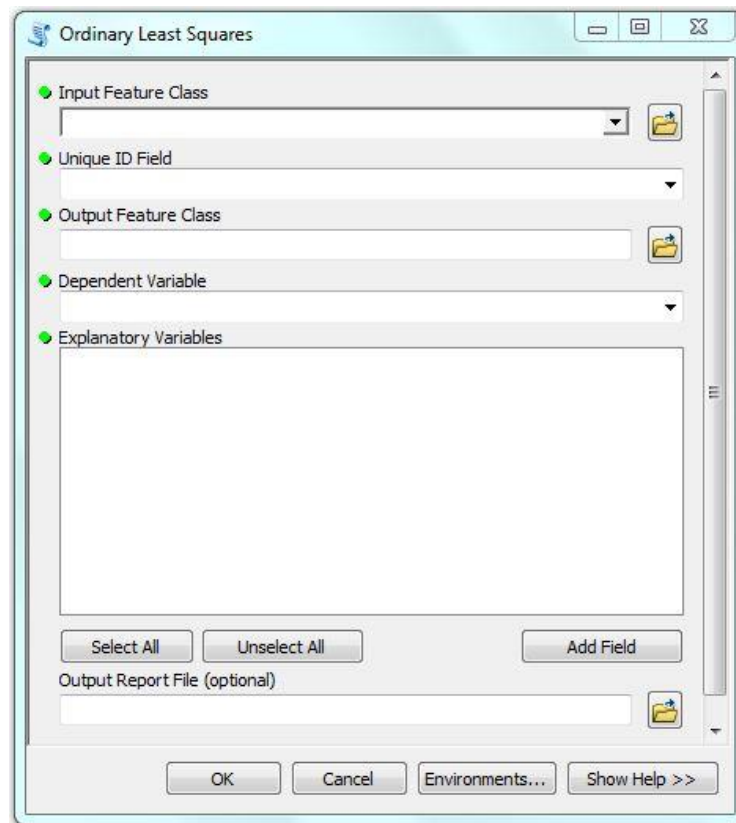 Ordinary Least Squares
Input Feature Class
Unique ID Field
Output Feature Class
Dependent Variable
Explanatory Variables
Select All Unselect All Add Field
Output Report File (optional)
OK Cancel Environments... Show Help >>